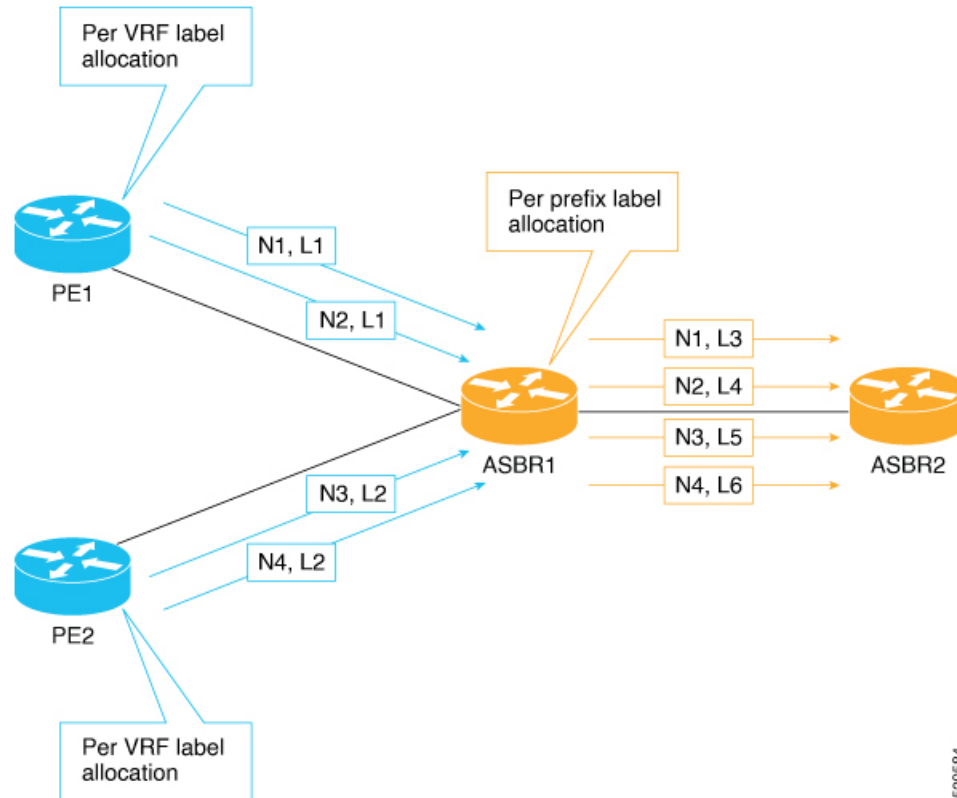 Per VRF label
allocation
Per prefix label
allocation
N1, L1
N2, L1
PE1
N1, L3
N2, L4
N3, L5
N4, L6
ASBR1
ASBR2
N3, L2
N4, L2
PE2
Per VRF label
allocation